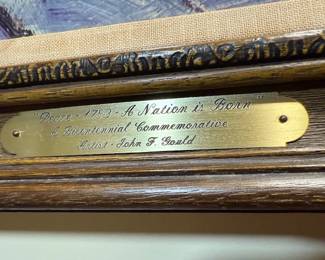 "Peace - 1783 - A Nation is Born"
A Bicentennial Commemorative
Artist - John F. Gould